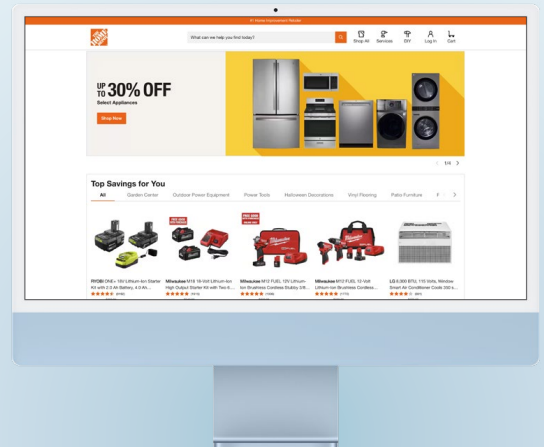 #1 Home Improvement Retailer
THE HOME DEPOT
What can we help you find today?
Shop All
Services
DIY
Log In
Cart
UP TO 30% OFF
Select Appliances
Shop Now
1/4
Top Savings for You
All
Garden Center
Outdoor Power Equipment
Power Tools
Halloween Decorations
Vinyl Flooring
Patio Furniture
RYOBI ONE+ 18V Lithium-Ion Starter
Kit with 2.0 Ah Battery, 4.0 Ah...
Milwaukee M18 18-Volt Lithium-Ion
High Output Starter Kit with Two 6...
Milwaukee M12 FUEL 12V Lithium-
Ion Brushless Cordless Stubby 3/8...
Milwaukee M12 FUEL 12-Volt
Lithium-Ion Brushless Cordless...
LG 8,000 BTU, 115 Volts, Window
Smart Air Conditioner Cools 350 s...